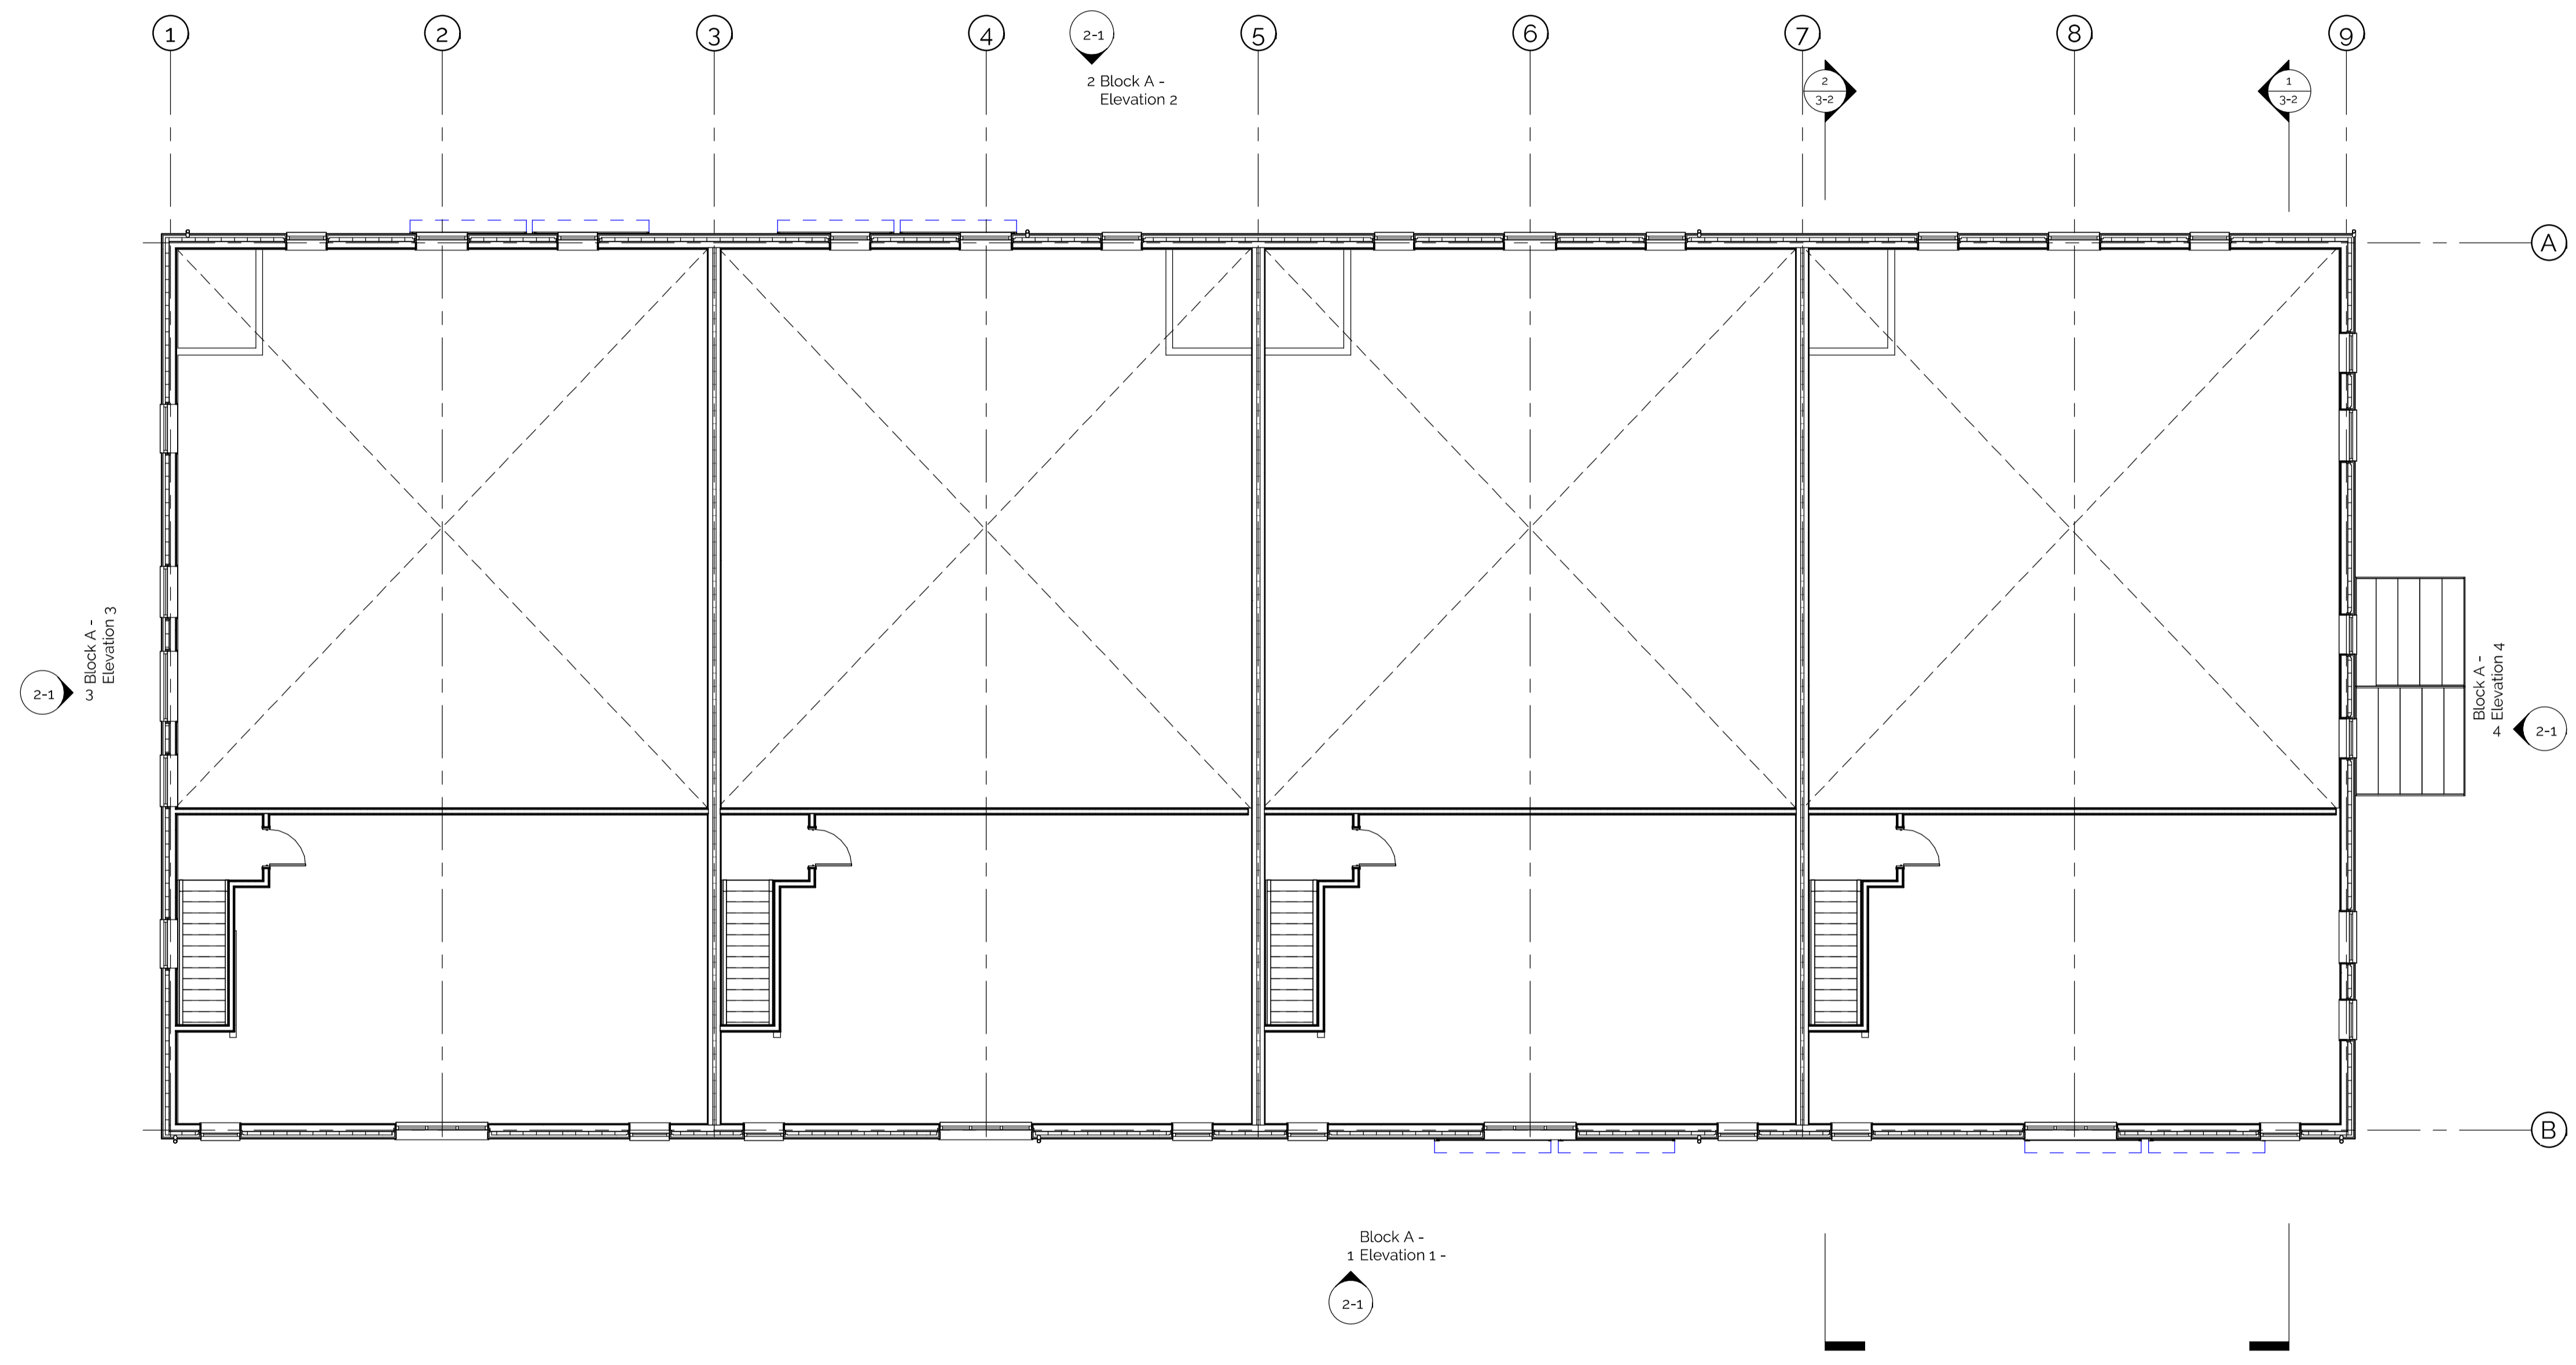 1
2
3
4
5
6
7
8
9
2-1
2 Block A -
Elevation 2
2
3-2
1
3-2
A
3 Block A -
Elevation 3
2-1
Block A -
4 Elevation 4
2-1
B
Block A -
1 Elevation 1 -
2-1